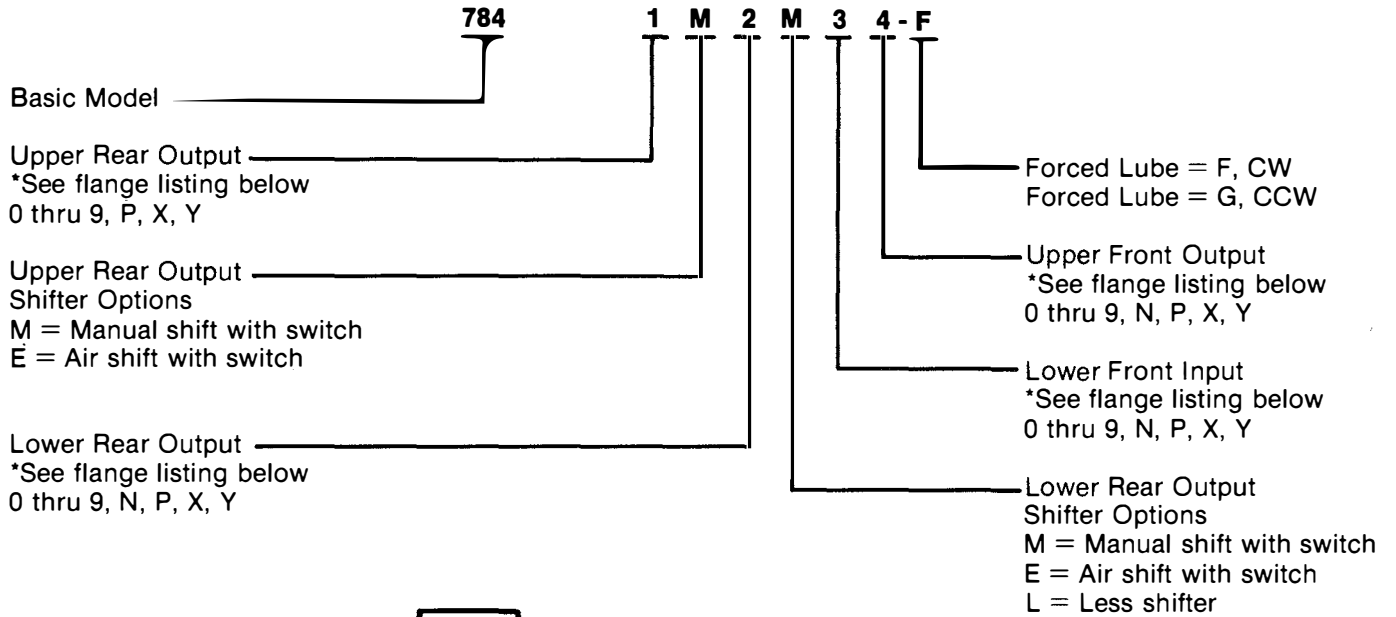 784 1 M 2 M 3 4 - F
Basic Model
Upper Rear Output
*See flange listing below
0 thru 9, P, X, Y
Upper Rear Output
Shifter Options
M = Manual shift with switch
E = Air shift with switch
Lower Rear Output
*See flange listing below
0 thru 9, N, P, X, Y
Forced Lube = F, CW
Forced Lube = G, CCW
Upper Front Output
*See flange listing below
0 thru 9, N, P, X, Y
Lower Front Input
*See flange listing below
0 thru 9, N, P, X, Y
Lower Rear Output
Shifter Options
M = Manual shift with switch
E = Air shift with switch
L = Less shifter